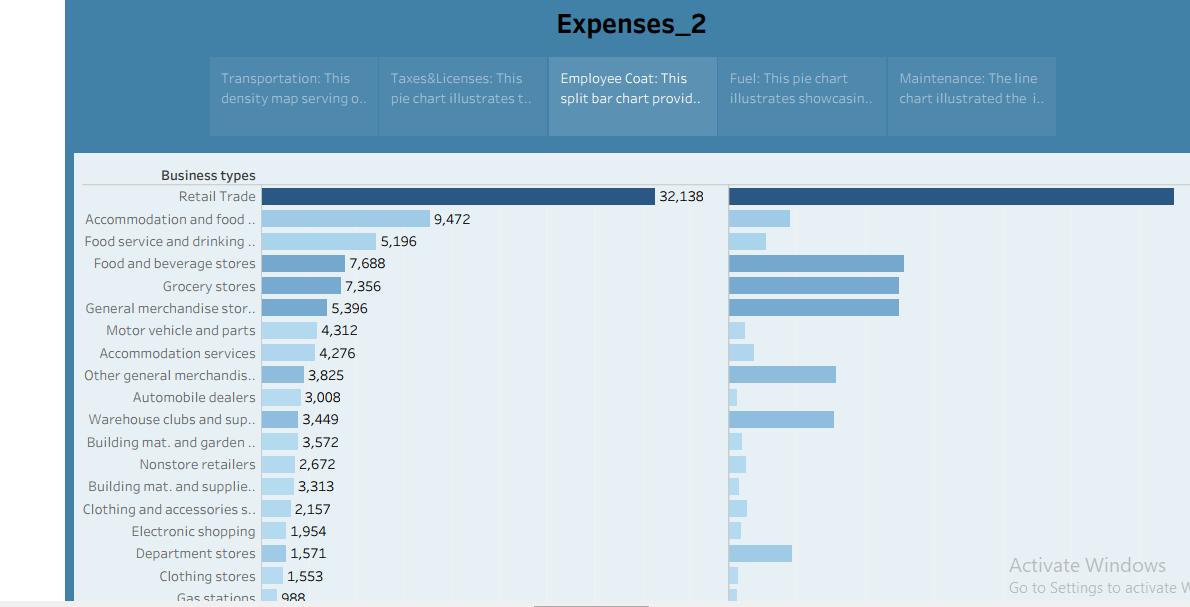 Expenses_2
Transportation: This
density map serving o..
Taxes&Licenses: This
pie chart illustrates t..
Employee Coat: This
split bar chart provid..
Fuel: This pie chart
illustrates showcasin..
Maintenance: The line
chart illustrated the i..
Business types
Retail Trade 32,138
Accommodation and food .. 9,472
Food service and drinking .. 5,196
Food and beverage stores 7,688
Grocery stores 7,356
General merchandise stor.. 5,396
Motor vehicle and parts 4,312
Accommodation services 4,276
Other general merchandis.. 3,825
Automobile dealers 3,008
Warehouse clubs and sup.. 3,449
Building mat. and garden .. 3,572
Nonstore retailers 2,672
Building mat. and supplie.. 3,313
Clothing and accessories s.. 2,157
Electronic shopping 1,954
Department stores 1,571
Clothing stores 1,553
Gas stations 988
Activate Windows
Go to Settings to activate W